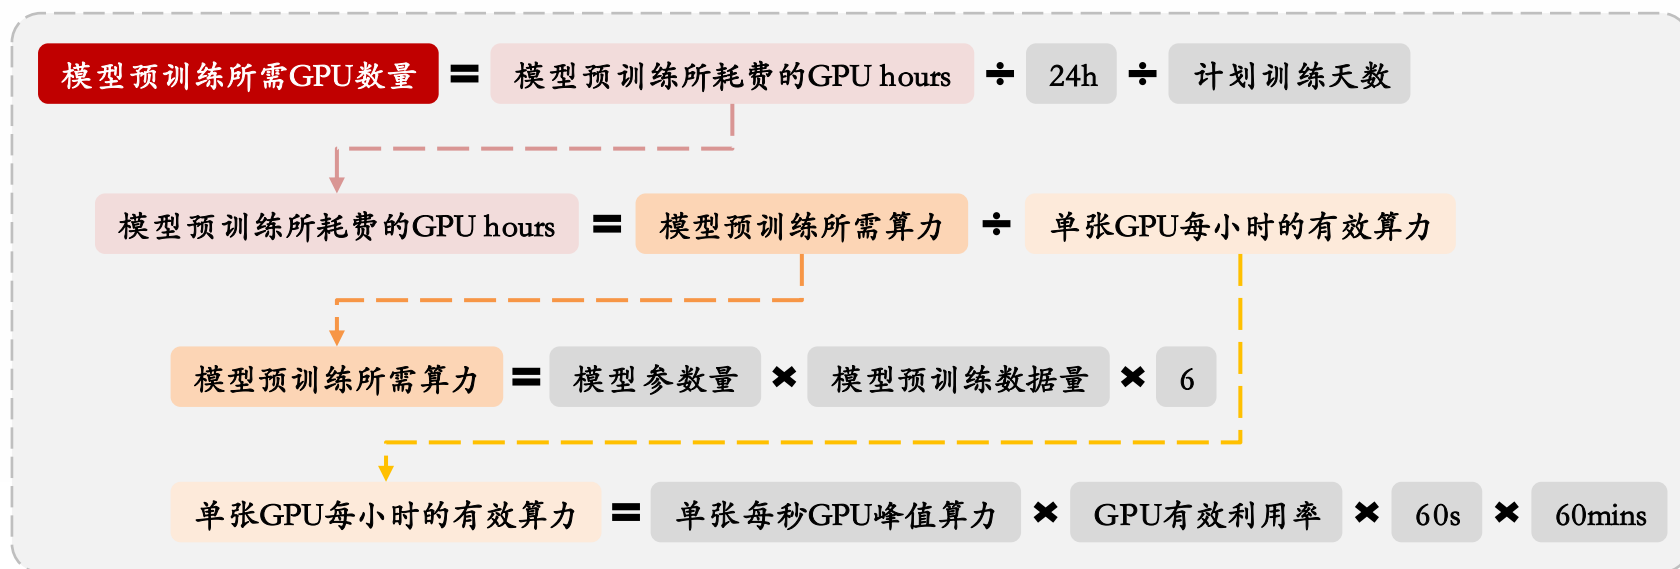 模型预训练所需GPU数量 = 模型预训练所耗费的GPU hours ÷ 24h ÷ 计划训练天数
模型预训练所耗费的GPU hours = 模型预训练所需算力 ÷ 单张GPU每小时的有效算力
模型预训练所需算力 = 模型参数量 × 模型预训练数据量 × 6
单张GPU每小时的有效算力 = 单张每秒GPU峰值算力 × GPU有效利用率 × 60s × 60mins